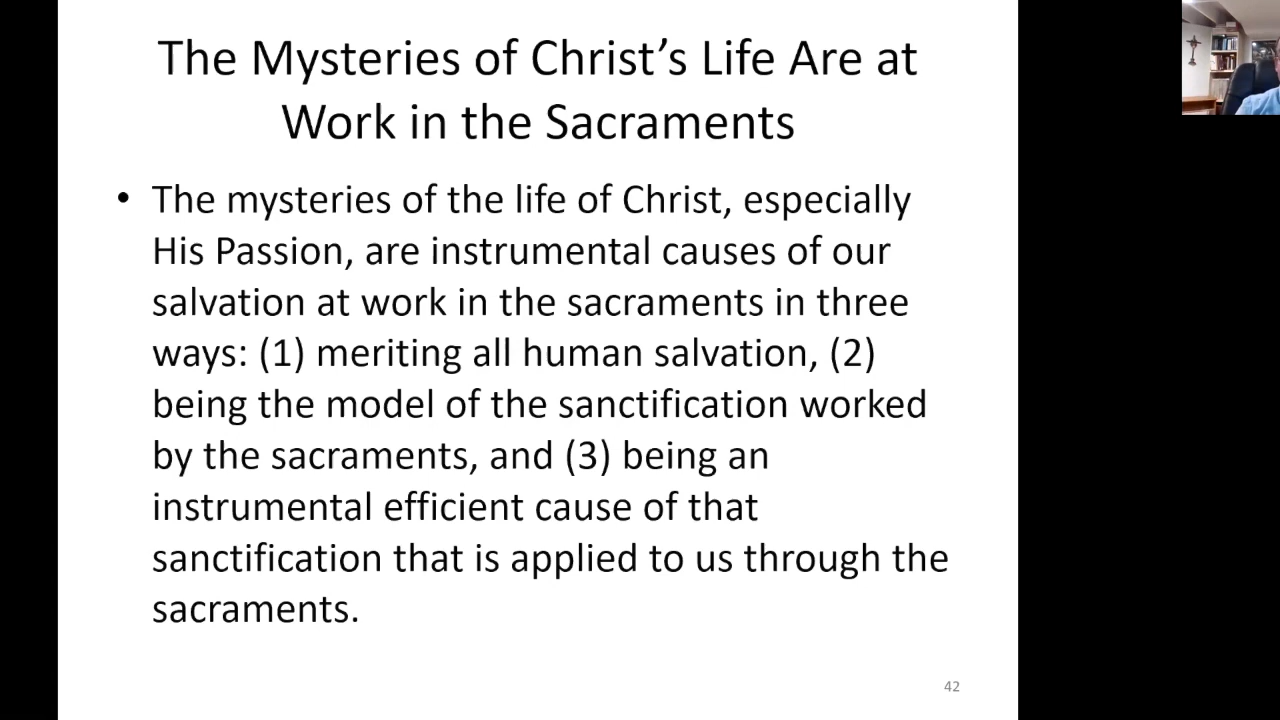 The Mysteries of Christ’s Life Are at
Work in the Sacraments
• The mysteries of the life of Christ, especially
His Passion, are instrumental causes of our
salvation at work in the sacraments in three
ways: (1) meriting all human salvation, (2)
being the model of the sanctification worked
by the sacraments, and (3) being an
instrumental efficient cause of that
sanctification that is applied to us through the
sacraments.
42